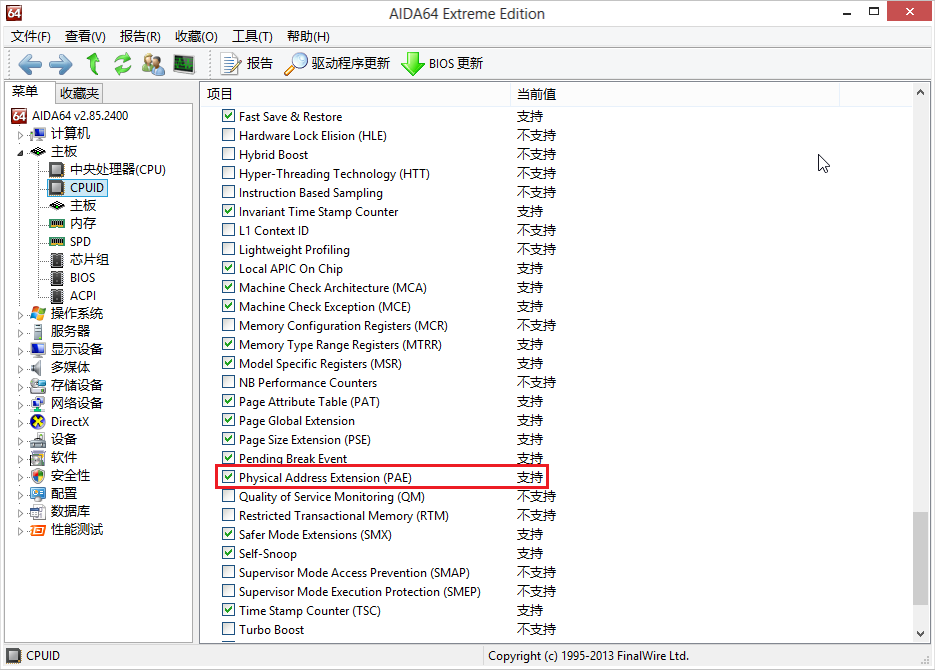 64 AIDA64 Extreme Edition
文件(F) 查看(V) 报告(R) 收藏(O) 工具(T) 帮助(H)
报告 驱动程序更新 BIOS 更新
菜单 收藏夹
64 AIDA64 v2.85.2400
计算机
主板
中央处理器(CPU)
CPUID
主板
内存
SPD
芯片组
BIOS
ACPI
操作系统
服务器
显示设备
多媒体
存储设备
网络设备
DirectX
设备
软件
安全性
配置
数据库
性能测试
项目 当前值
Fast Save & Restore 支持
Hardware Lock Elision (HLE) 不支持
Hybrid Boost 不支持
Hyper-Threading Technology (HTT) 不支持
Instruction Based Sampling 不支持
Invariant Time Stamp Counter 支持
L1 Context ID 不支持
Lightweight Profiling 不支持
Local APIC On Chip 支持
Machine Check Architecture (MCA) 支持
Machine Check Exception (MCE) 支持
Memory Configuration Registers (MCR) 不支持
Memory Type Range Registers (MTRR) 支持
Model Specific Registers (MSR) 支持
NB Performance Counters 不支持
Page Attribute Table (PAT) 支持
Page Global Extension 支持
Page Size Extension (PSE) 支持
Pending Break Event 支持
Physical Address Extension (PAE) 支持
Quality of Service Monitoring (QM) 不支持
Restricted Transactional Memory (RTM) 不支持
Safer Mode Extensions (SMX) 支持
Self-Snoop 支持
Supervisor Mode Access Prevention (SMAP) 不支持
Supervisor Mode Execution Protection (SMEP) 不支持
Time Stamp Counter (TSC) 支持
Turbo Boost 不支持
CPUID Copyright (c) 1995-2013 FinalWire Ltd.